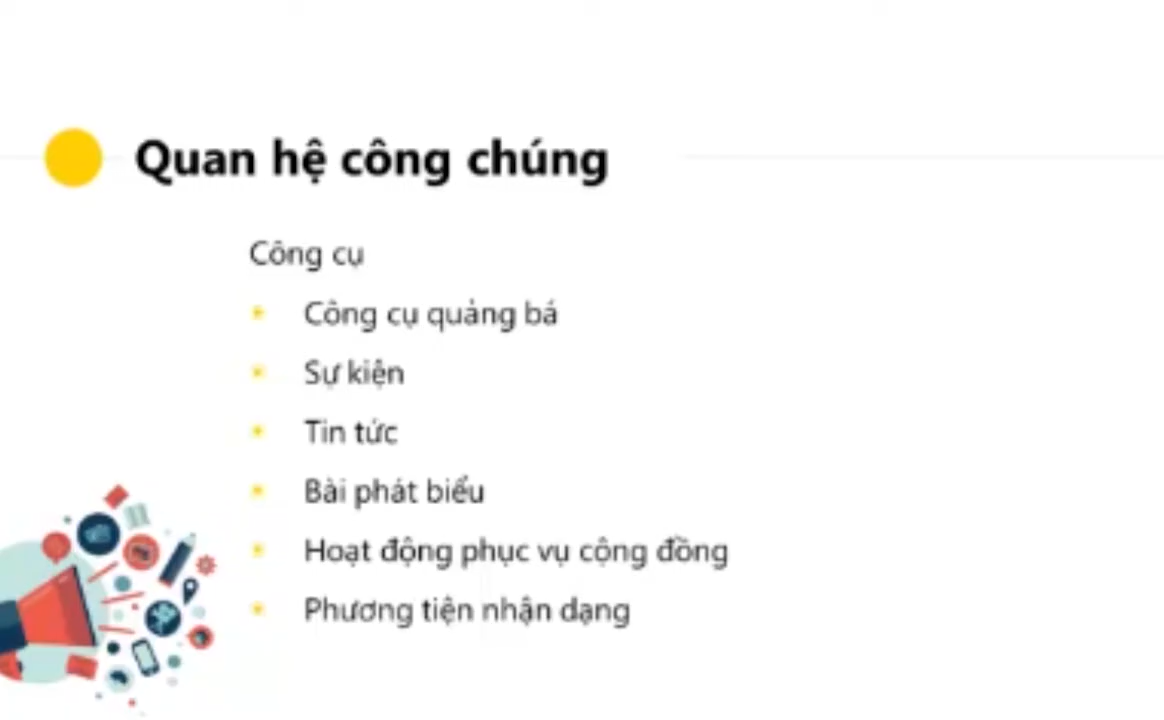 Quan hệ công chúng
Công cụ
Công cụ quảng bá
Sự kiện
Tin tức
Bài phát biểu
Hoạt động phục vụ cộng đồng
Phương tiện nhận dạng